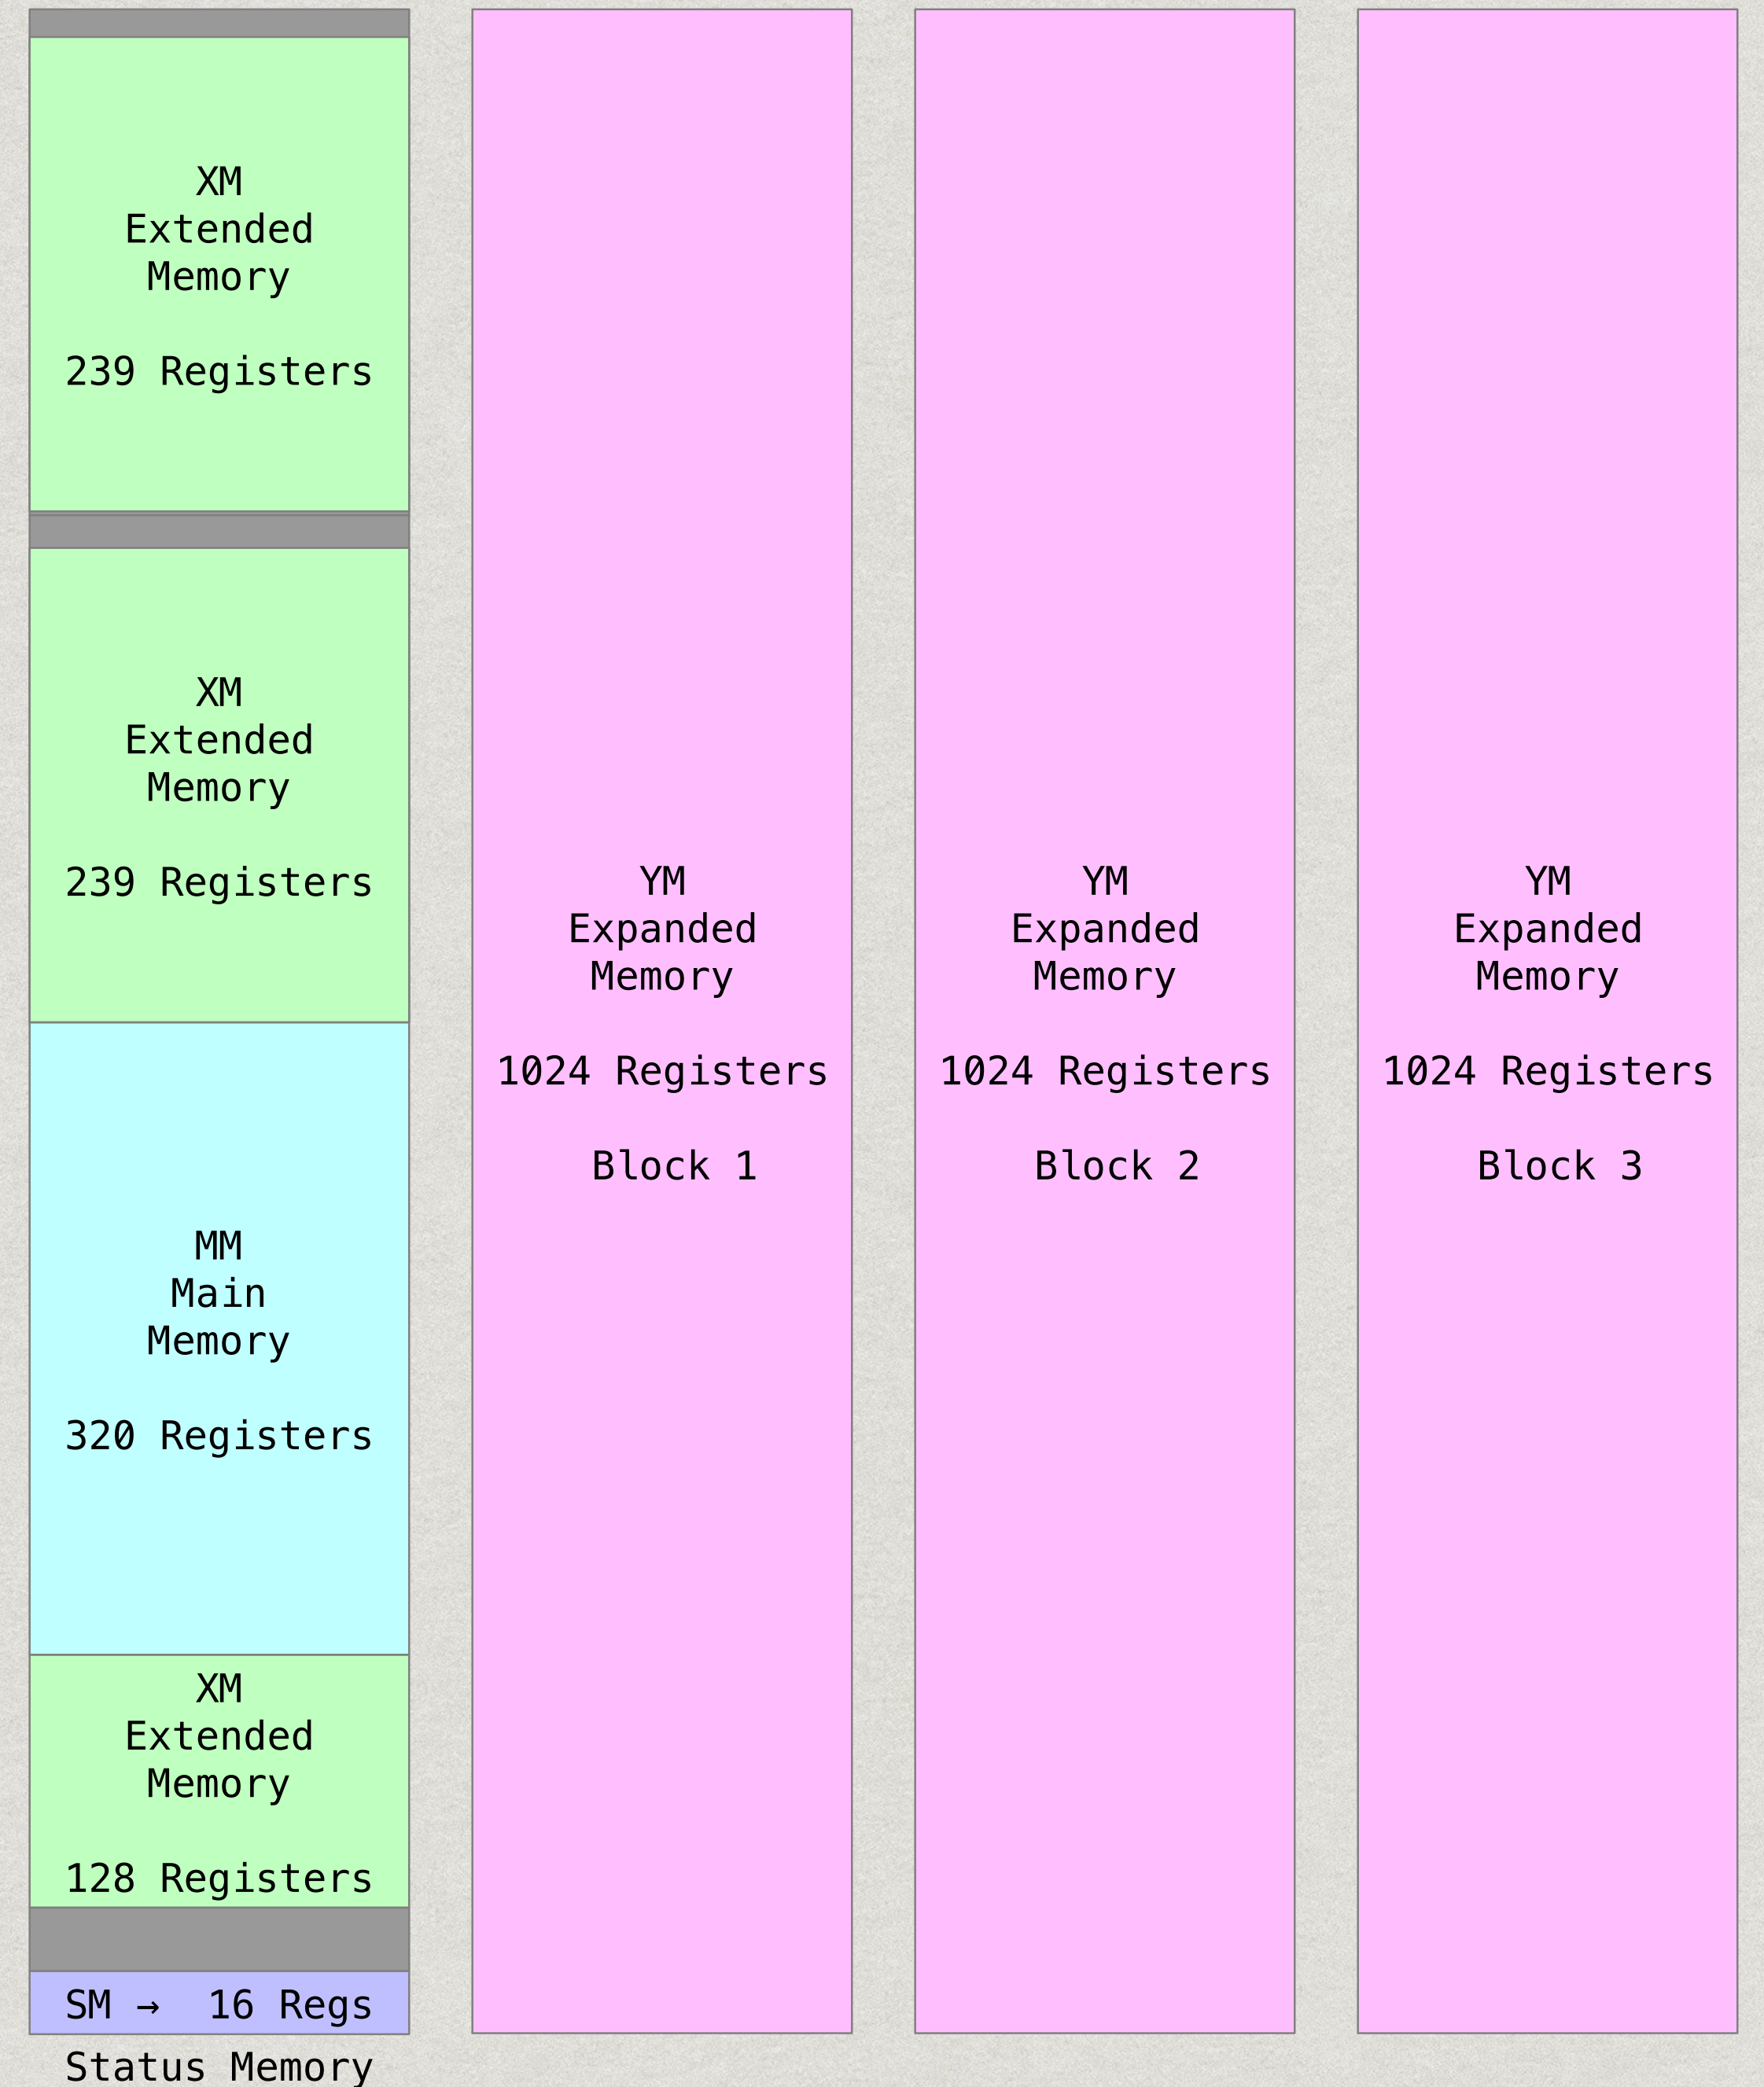 XM
Extended
Memory
239 Registers
XM
Extended
Memory
239 Registers
MM
Main
Memory
320 Registers
XM
Extended
Memory
128 Registers
SM → 16 Regs
Status Memory
YM
Expanded
Memory
1024 Registers
Block 1
YM
Expanded
Memory
1024 Registers
Block 2
YM
Expanded
Memory
1024 Registers
Block 3